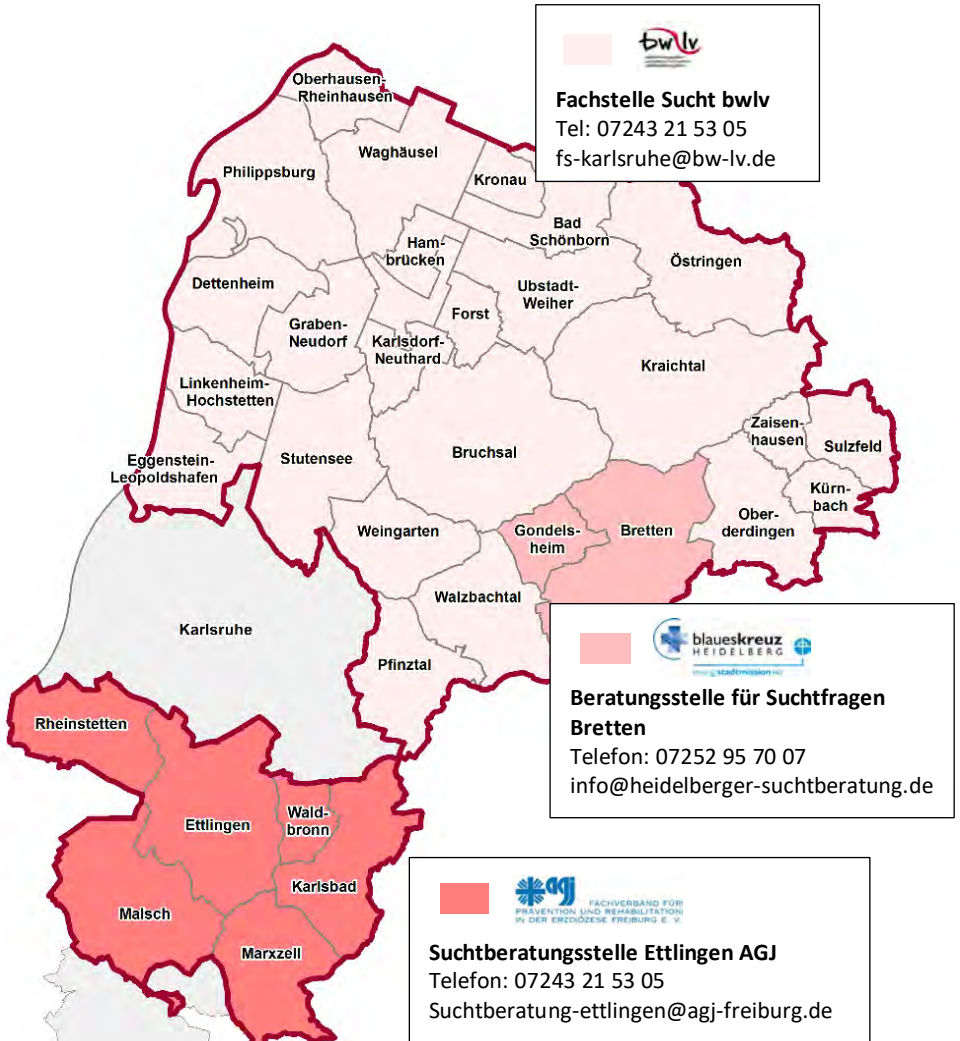 bwlv
Fachstelle Sucht bwlv
Tel: 07243 21 53 05
fs-karlsruhe@bw-lv.de
Oberhausen-
Rheinhausen
Waghäusel
Philippsburg
Kronau
Bad
Schönborn
Ham-
brücken
Östringen
Dettenheim
Ubstadt-
Weiher
Graben-
Neudorf
Forst
Karlsdorf-
Neuthard
Kraichtal
Linkenheim-
Hochstetten
Zaisen-
hausen
Sulzfeld
Eggenstein-
Leopoldshafen
Stutensee
Bruchsal
Kürn-
bach
Weingarten
Gondels-
heim
Bretten
Ober-
derdingen
Walzbachtal
Karlsruhe
Pfinztal
blaueskreuz
HEIDELBERG
stadtmission
Beratungsstelle für Suchtfragen
Bretten
Telefon: 07252 95 70 07
info@heidelberger-suchtberatung.de
Rheinstetten
Ettlingen
Wald-
bronn
Karlsbad
Malsch
Marxzell
agj
FACHVERBAND FÜR
PRÄVENTION UND REHABILITATION
IN DER ERZDIÖZESE FREIBURG E. V.
Suchtberatungsstelle Ettlingen AGJ
Telefon: 07243 21 53 05
Suchtberatung-ettlingen@agj-freiburg.de